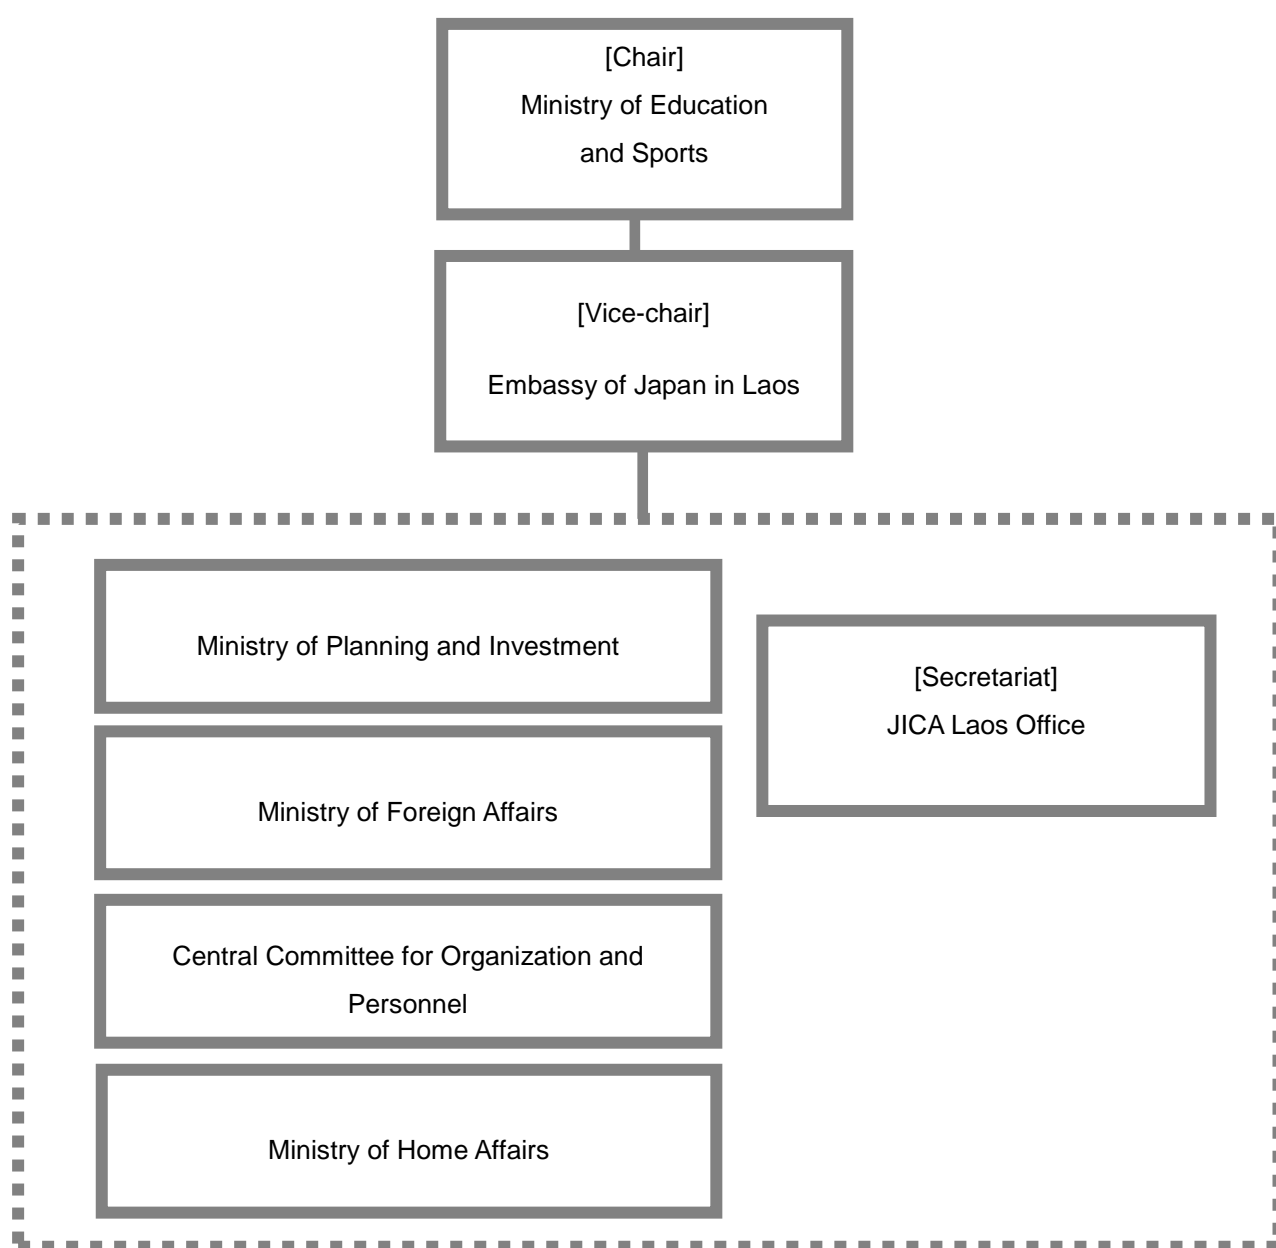 [Chair]
Ministry of Education
and Sports
[Vice-chair]
Embassy of Japan in Laos
Ministry of Planning and Investment
[Secretariat]
JICA Laos Office
Ministry of Foreign Affairs
Central Committee for Organization and
Personnel
Ministry of Home Affairs